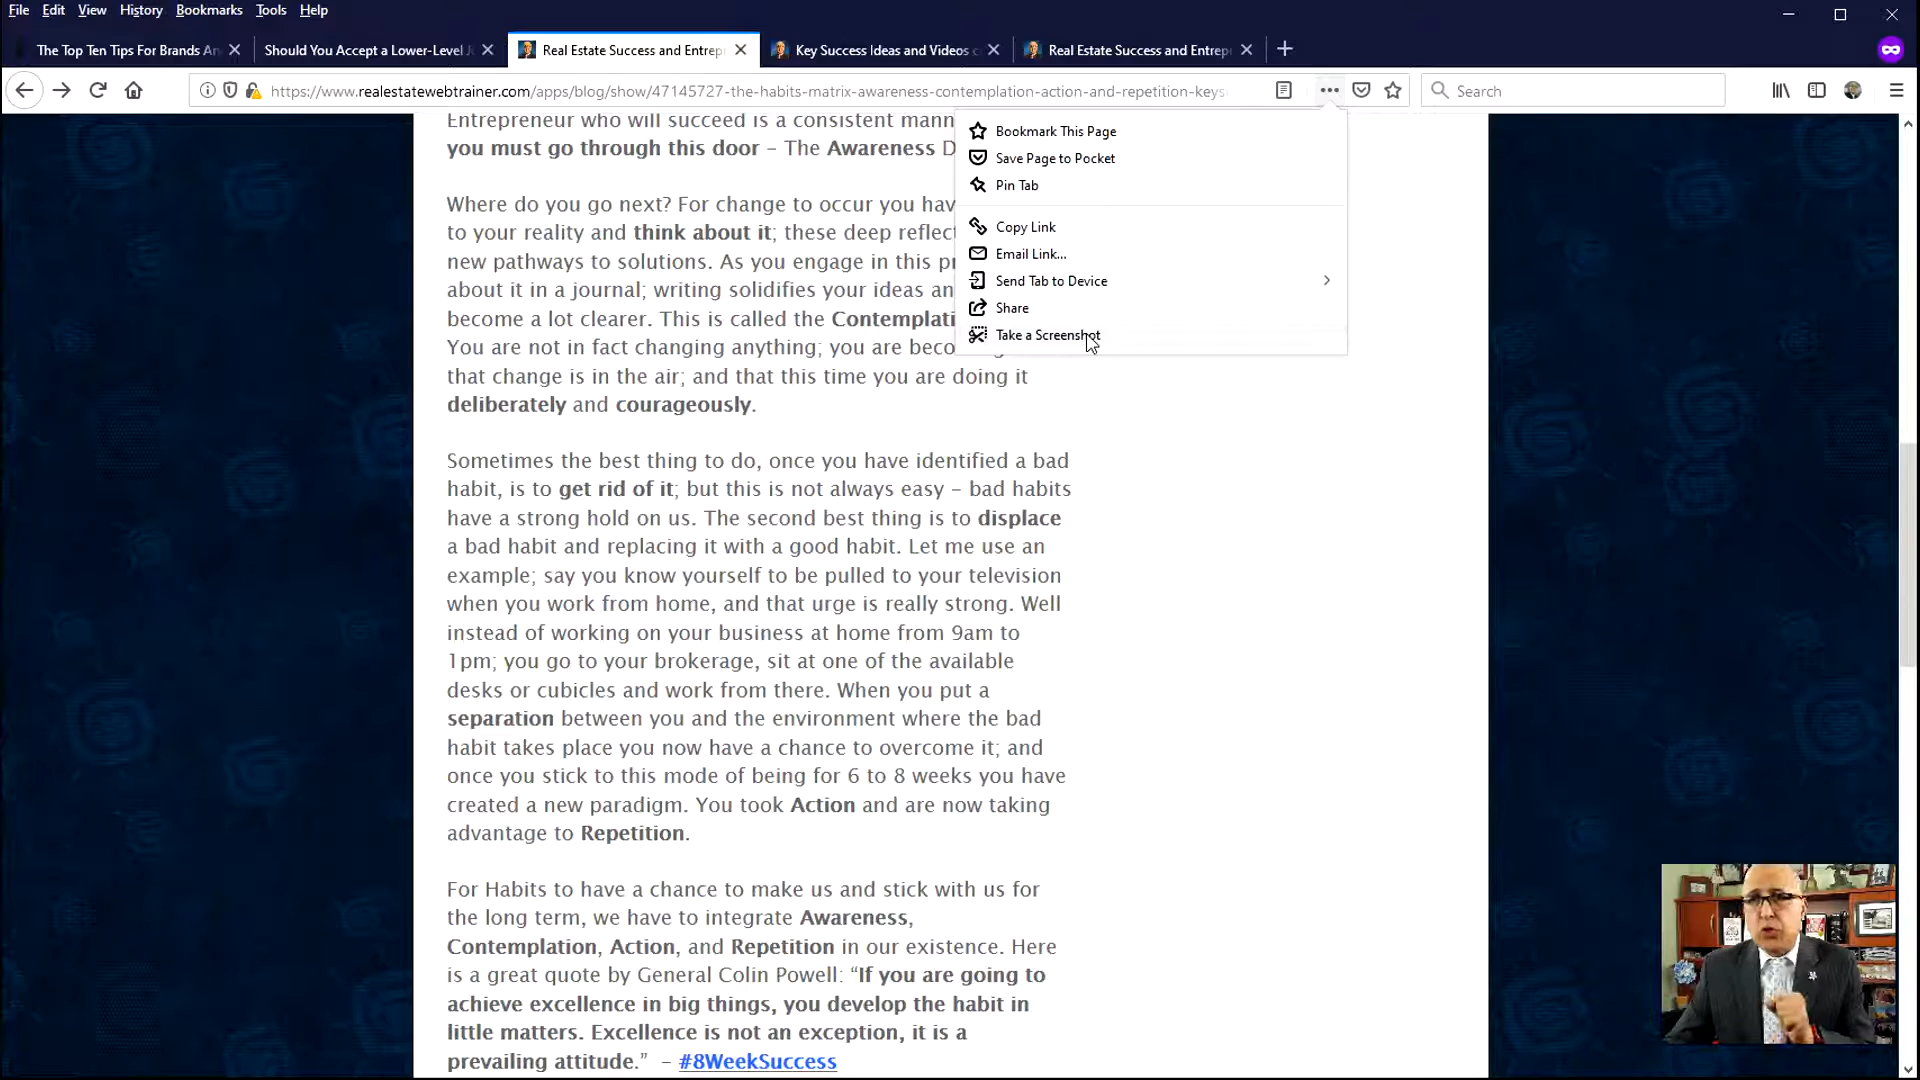 File Edit View History Bookmarks Tools Help
The Top Ten Tips For Brands An
Should You Accept a Lower-Level J
Real Estate Success and Entrep
Key Success Ideas and Videos c
Real Estate Success and Entrep
https://www.realestatewebtrainer.com/apps/blog/show/47145727-the-habits-matrix-awareness-contemplation-action-and-repetition-keys
Search
Bookmark This Page
Save Page to Pocket
Pin Tab
Copy Link
Email Link...
Send Tab to Device
Share
Take a Screenshot
Entrepreneur who will succeed is a consistent mann
you must go through this door – The Awareness D
Where do you go next? For change to occur you hav
to your reality and think about it; these deep reflect
new pathways to solutions. As you engage in this pr
about it in a journal; writing solidifies your ideas an
become a lot clearer. This is called the Contemplati
You are not in fact changing anything; you are beco
that change is in the air; and that this time you are doing it
deliberately and courageously.
Sometimes the best thing to do, once you have identified a bad
habit, is to get rid of it; but this is not always easy – bad habits
have a strong hold on us. The second best thing is to displace
a bad habit and replacing it with a good habit. Let me use an
example; say you know yourself to be pulled to your television
when you work from home, and that urge is really strong. Well
instead of working on your business at home from 9am to
1pm; you go to your brokerage, sit at one of the available
desks or cubicles and work from there. When you put a
separation between you and the environment where the bad
habit takes place you now have a chance to overcome it; and
once you stick to this mode of being for 6 to 8 weeks you have
created a new paradigm. You took Action and are now taking
advantage to Repetition.
For Habits to have a chance to make us and stick with us for
the long term, we have to integrate Awareness,
Contemplation, Action, and Repetition in our existence. Here
is a great quote by General Colin Powell: “If you are going to
achieve excellence in big things, you develop the habit in
little matters. Excellence is not an exception, it is a
prevailing attitude.” – #8WeekSuccess